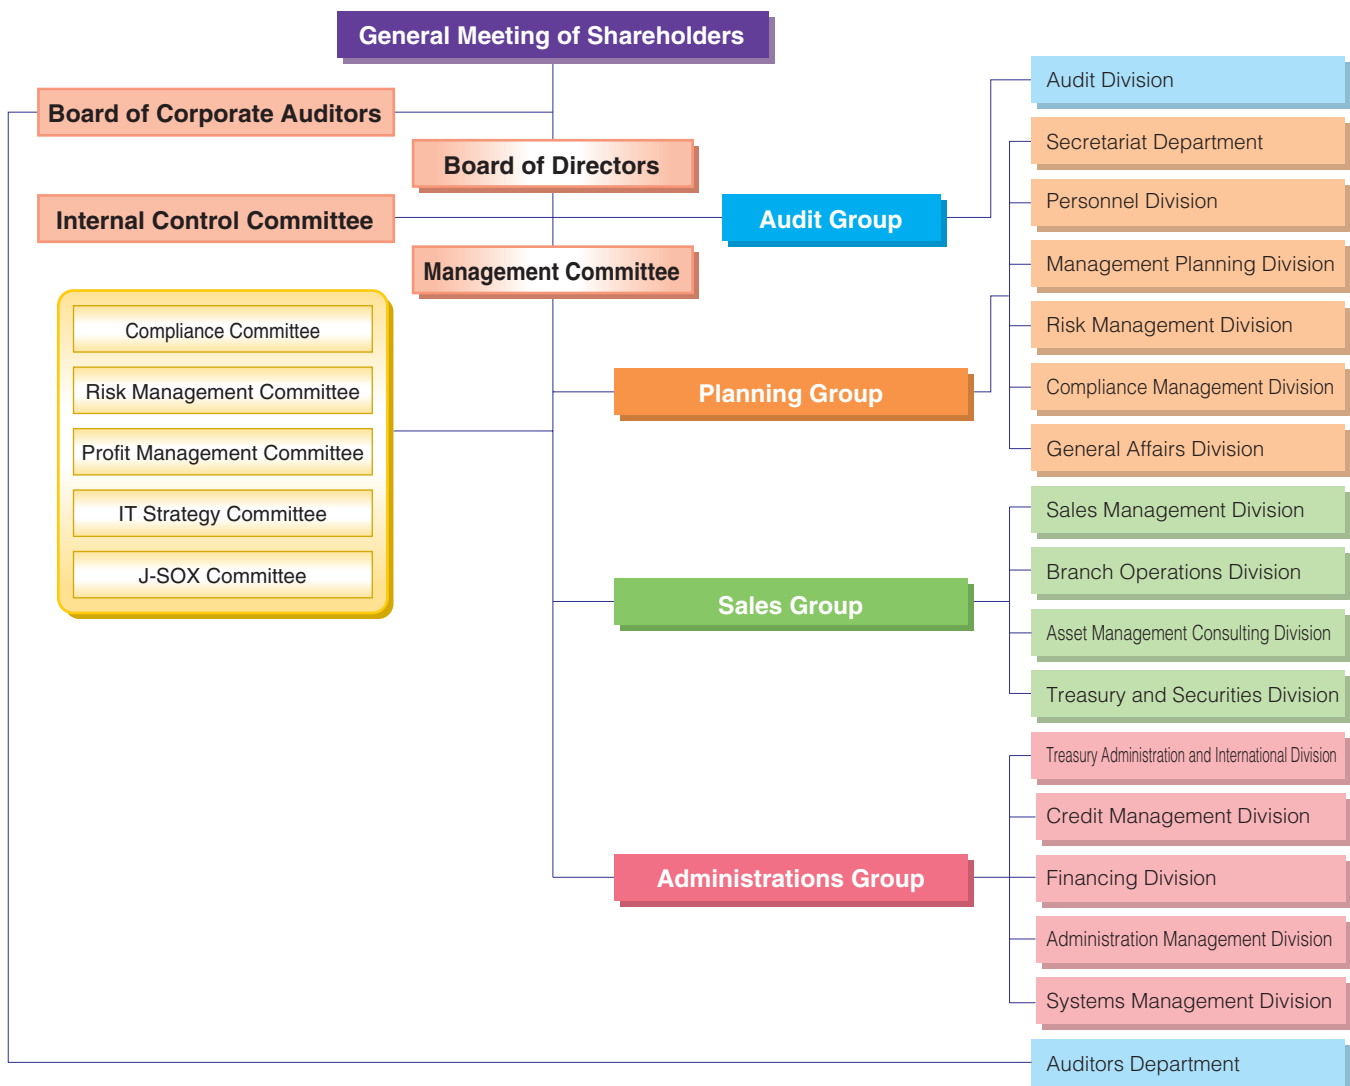 General Meeting of Shareholders
Board of Corporate Auditors
Board of Directors
Internal Control Committee
Audit Group
Management Committee
Compliance Committee
Risk Management Committee
Profit Management Committee
IT Strategy Committee
J-SOX Committee
Planning Group
Sales Group
Administrations Group
Audit Division
Secretariat Department
Personnel Division
Management Planning Division
Risk Management Division
Compliance Management Division
General Affairs Division
Sales Management Division
Branch Operations Division
Asset Management Consulting Division
Treasury and Securities Division
Treasury Administration and International Division
Credit Management Division
Financing Division
Administration Management Division
Systems Management Division
Auditors Department